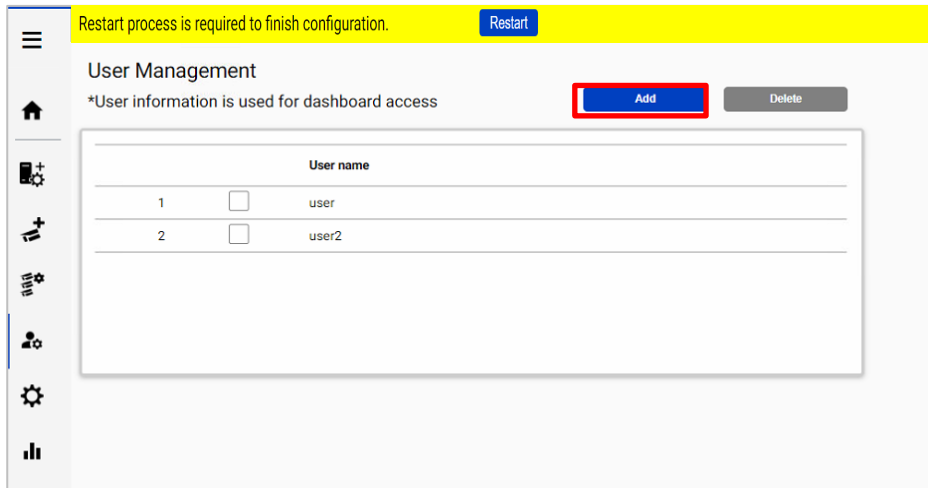 Restart process is required to finish configuration. Restart
User Management
*User information is used for dashboard access
Add Delete
User name
1 user
2 user2